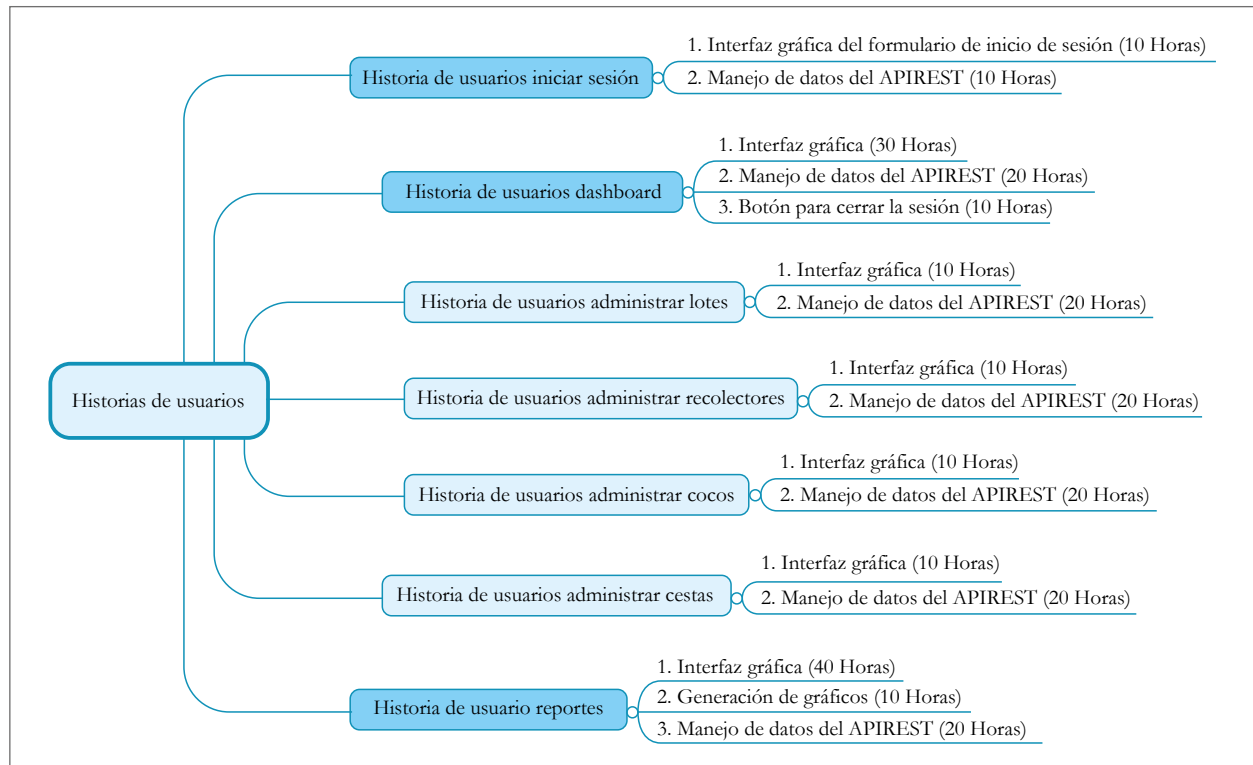 Historias de usuarios
Historia de usuarios iniciar sesión
1. Interfaz gráfica del formulario de inicio de sesión (10 Horas)
2. Manejo de datos del APIREST (10 Horas)
Historia de usuarios dashboard
1. Interfaz gráfica (30 Horas)
2. Manejo de datos del APIREST (20 Horas)
3. Botón para cerrar la sesión (10 Horas)
Historia de usuarios administrar lotes
1. Interfaz gráfica (10 Horas)
2. Manejo de datos del APIREST (20 Horas)
Historia de usuarios administrar recolectores
1. Interfaz gráfica (10 Horas)
2. Manejo de datos del APIREST (20 Horas)
Historia de usuarios administrar cocos
1. Interfaz gráfica (10 Horas)
2. Manejo de datos del APIREST (20 Horas)
Historia de usuarios administrar cestas
1. Interfaz gráfica (10 Horas)
2. Manejo de datos del APIREST (20 Horas)
Historia de usuario reportes
1. Interfaz gráfica (40 Horas)
2. Generación de gráficos (10 Horas)
3. Manejo de datos del APIREST (20 Horas)